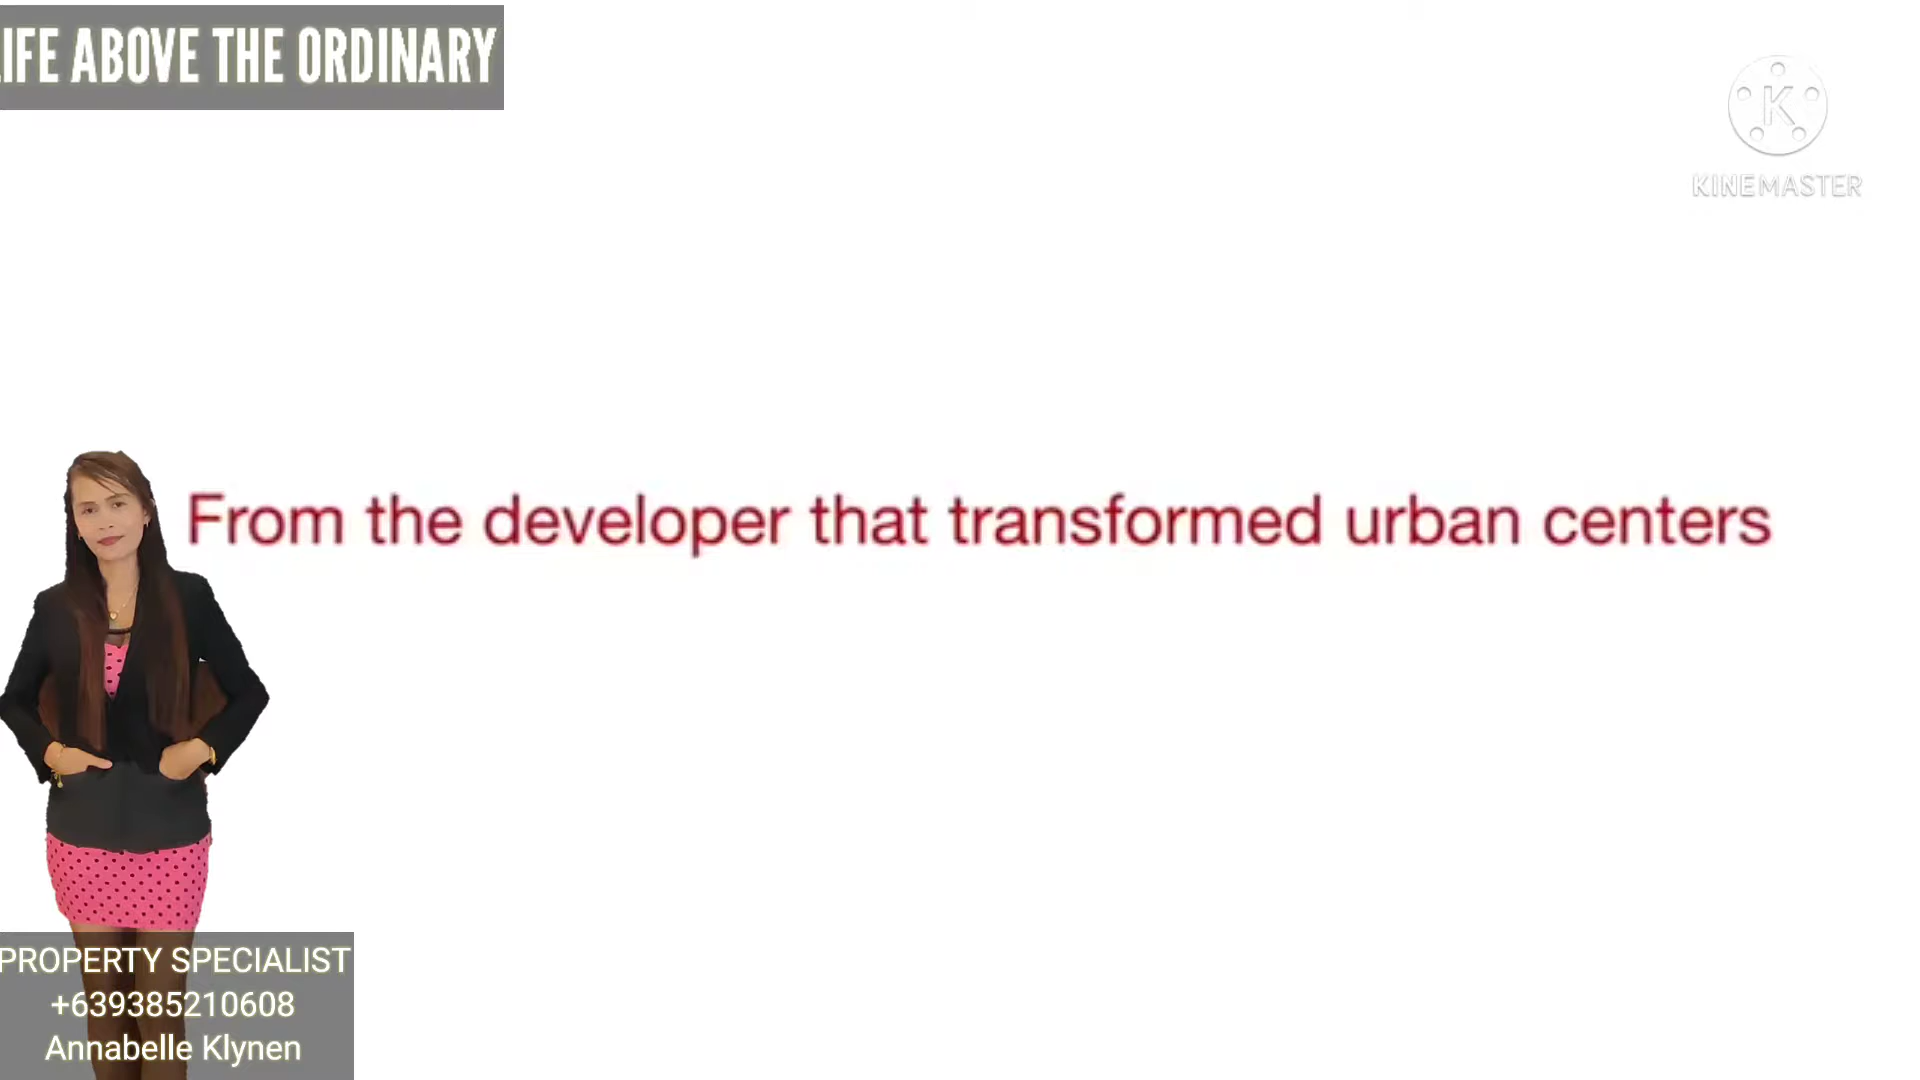 IFE ABOVE THE ORDINARY
K
KINEMASTER
From the developer that transformed urban centers
PROPERTY SPECIALIST
+639385210608
Annabelle Klynen